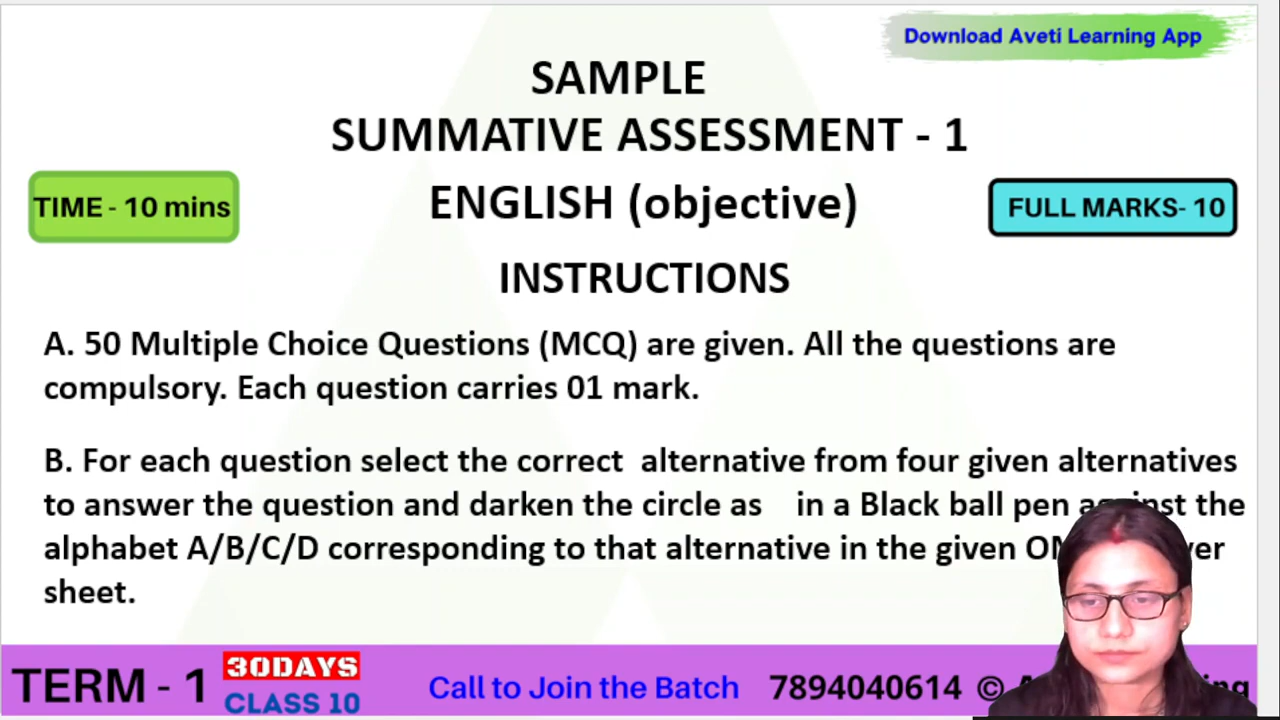 Download Aveti Learning App
SAMPLE
SUMMATIVE ASSESSMENT - 1
TIME - 10 mins
ENGLISH (objective)
FULL MARKS- 10
INSTRUCTIONS
A. 50 Multiple Choice Questions (MCQ) are given. All the questions are
compulsory. Each question carries 01 mark.
B. For each question select the correct alternative from four given alternatives
to answer the question and darken the circle as in a Black ball pen against the
alphabet A/B/C/D corresponding to that alternative in the given
sheet.
TERM - 1
30DAYS
CLASS 10
Call to Join the Batch
7894040614 ©